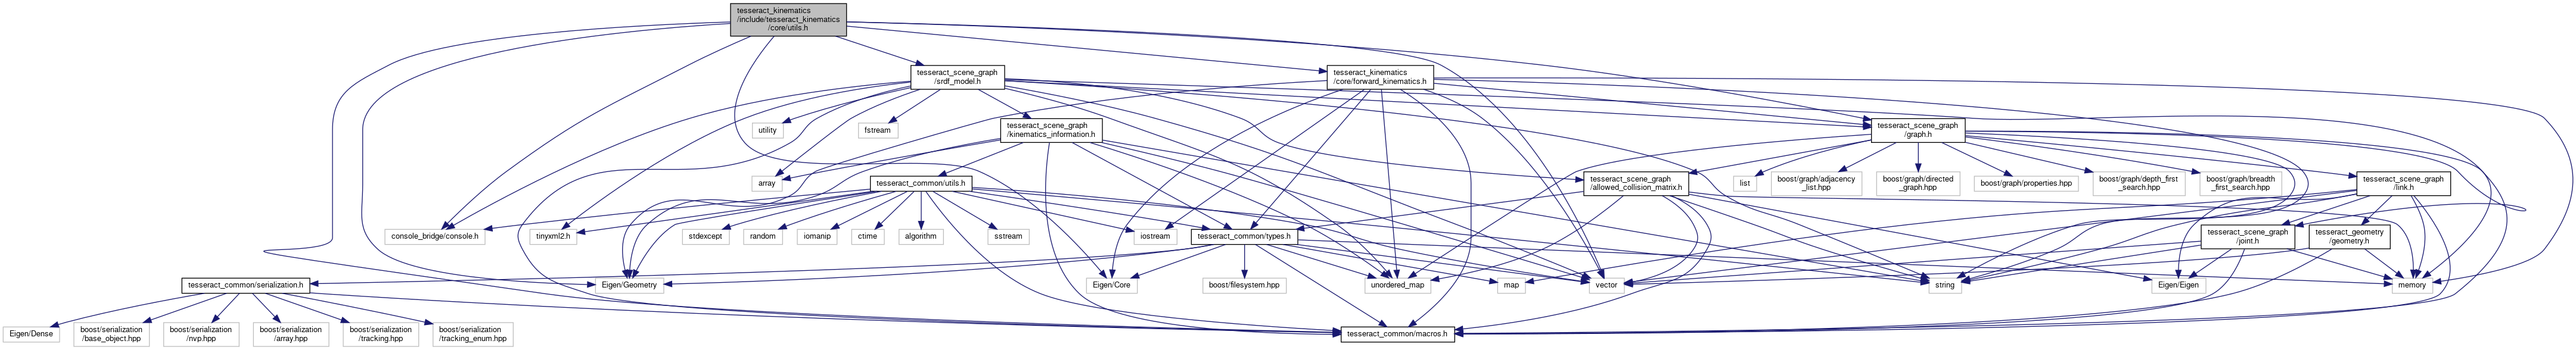 tesseract_kinematics
/include/tesseract_kinematics
/core/utils.h
tesseract_scene_graph
/srdf_model.h
tesseract_kinematics
/core/forward_kinematics.h
utility
fstream
tesseract_scene_graph
/kinematics_information.h
tesseract_scene_graph
/graph.h
array
tesseract_common/utils.h
tesseract_scene_graph
/allowed_collision_matrix.h
list
boost/graph/adjacency
_list.hpp
boost/graph/directed
_graph.hpp
boost/graph/properties.hpp
boost/graph/depth_first
_search.hpp
boost/graph/breadth
_first_search.hpp
tesseract_scene_graph
/link.h
console_bridge/console.h
tinyxml2.h
stdexcept
random
iomanip
ctime
algorithm
sstream
iostream
tesseract_common/types.h
tesseract_scene_graph
/joint.h
tesseract_geometry
/geometry.h
tesseract_common/serialization.h
Eigen/Geometry
Eigen/Core
boost/filesystem.hpp
unordered_map
map
vector
string
Eigen/Eigen
memory
Eigen/Dense
boost/serialization
/base_object.hpp
boost/serialization
/nvp.hpp
boost/serialization
/array.hpp
boost/serialization
/tracking.hpp
boost/serialization
/tracking_enum.hpp
tesseract_common/macros.h